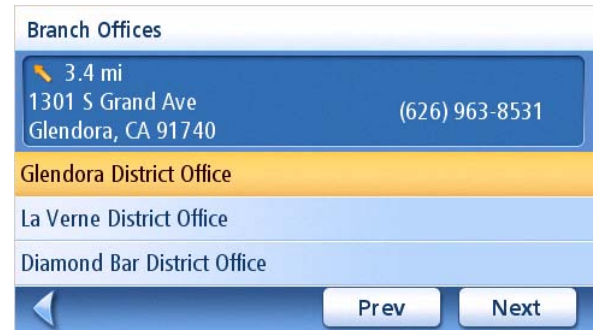 Branch Offices
3.4 mi
1301 S Grand Ave
(626) 963-8531
Glendora, CA 91740
Glendora District Office
La Verne District Office
Diamond Bar District Office
Prev
Next